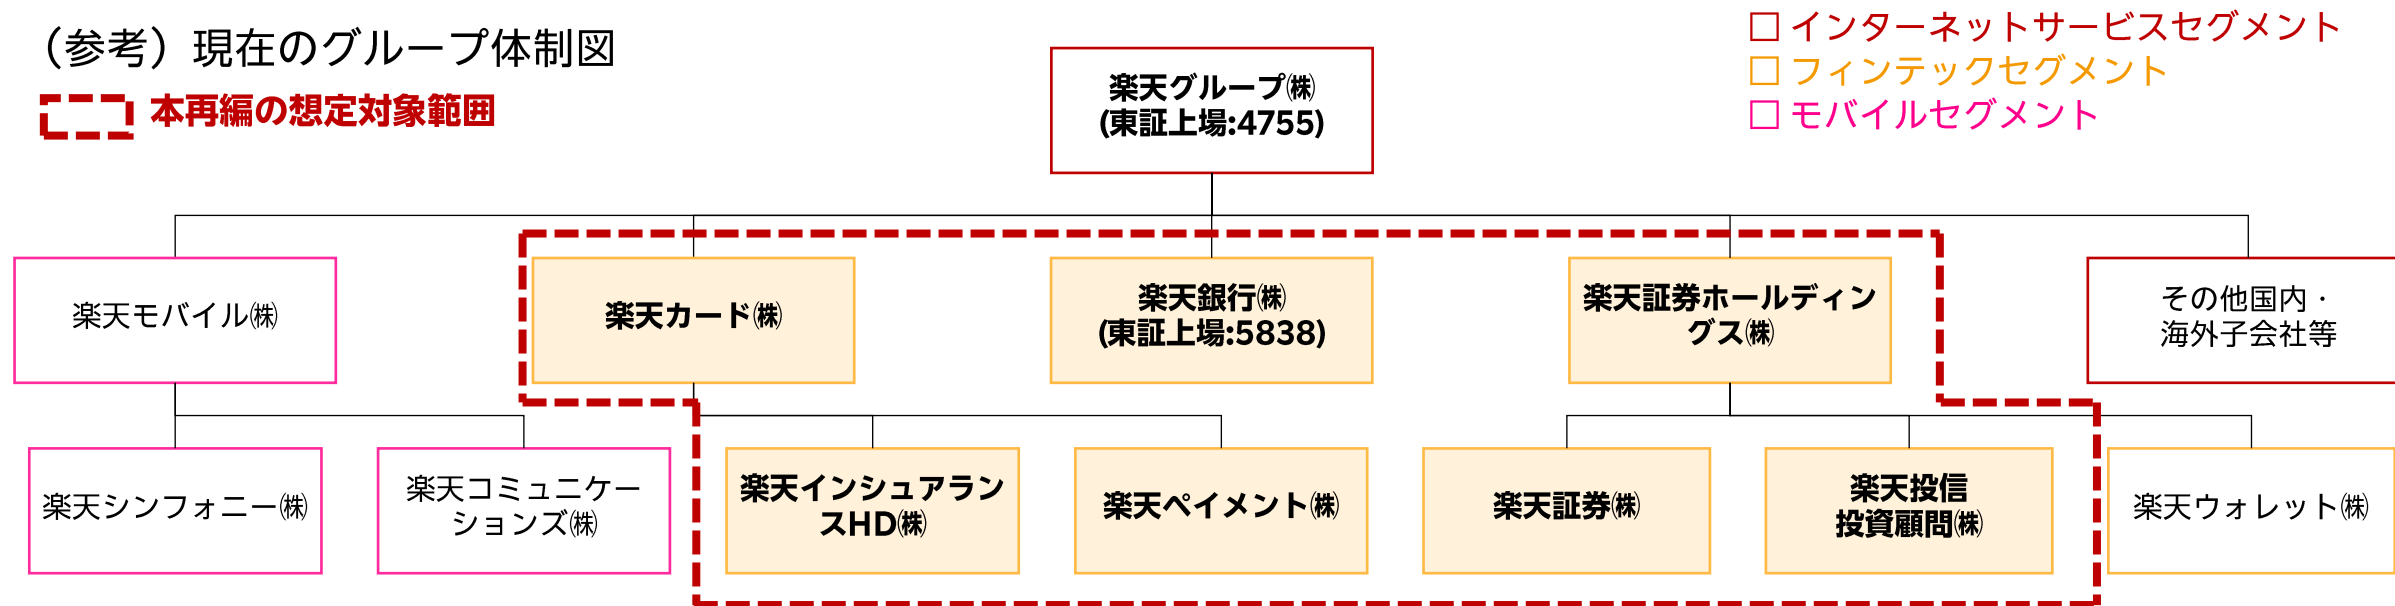 （参考）現在のグループ体制図
本再編の想定対象範囲
□ インターネットサービスセグメント
□ フィンテックセグメント
□ モバイルセグメント
楽天グループ㈱
(東証上場:4755)
楽天モバイル㈱
楽天カード㈱
楽天銀行㈱
(東証上場:5838)
楽天証券ホールディン
グス㈱
その他国内・
海外子会社等
楽天シンフォニー㈱
楽天コミュニケー
ションズ㈱
楽天インシュアラン
スHD㈱
楽天ペイメント㈱
楽天証券㈱
楽天投信
投資顧問㈱
楽天ウォレット㈱